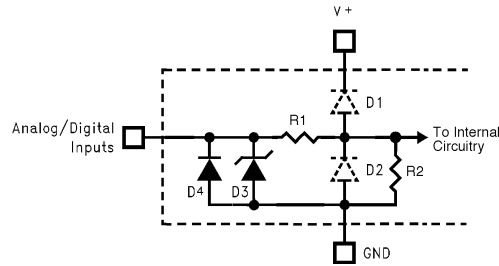 V +
D1
R1
Analog/Digital
Inputs
To Internal
Circuitry
D2
R2
D4
D3
GND